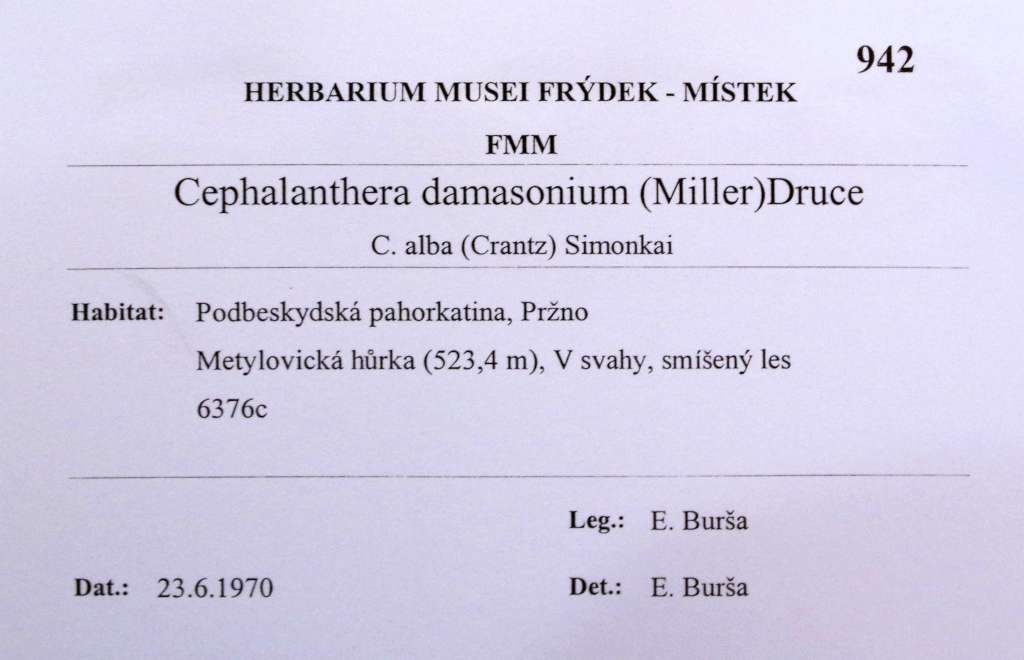 942
HERBARIUM MUSEI FRÝDEK - MÍSTEK
FMM
Cephalanthera damasonium (Miller)Druce
C. alba (Crantz) Simonkai
Habitat: Podbeskydská pahorkatina, Pržno
Metylovická hůrka (523,4 m), V svahy, smíšený les
6376c
Leg.: E. Burša
Dat.: 23.6.1970 Det.: E. Burša